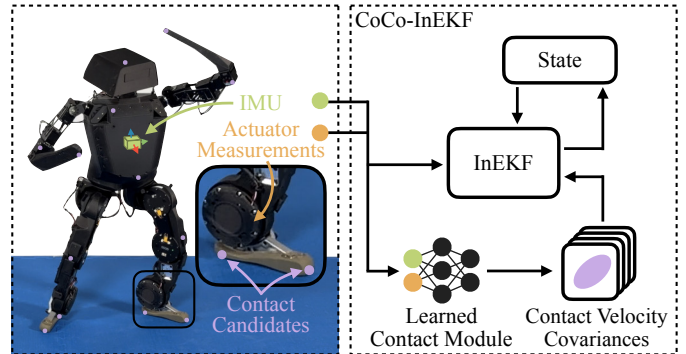 CoCo-InEKF
IMU
Actuator
Measurements
Contact
Candidates
State
InEKF
Learned
Contact Module
Contact Velocity
Covariances